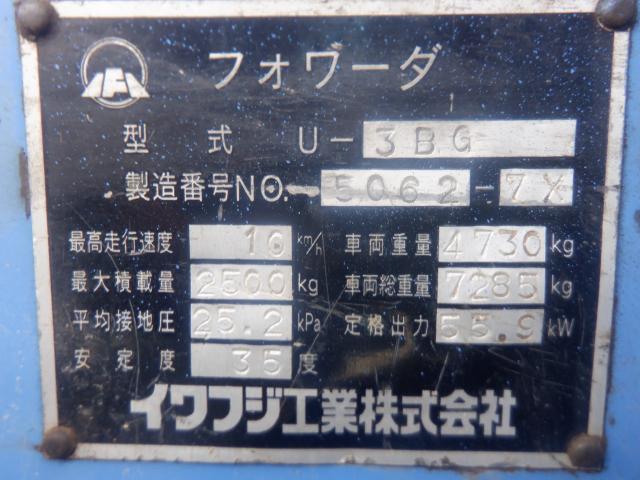 フォワーダ
型式 U-3BG
製造番号NO.-5062-7X
最高走行速度 10 km/h 車両重量 4730 kg
最大積載量 2500 kg 車両総重量 7285 kg
平均接地圧 25.2 kPa 定格出力 55.9 kW
安定度 35 度
イワフジ工業株式会社